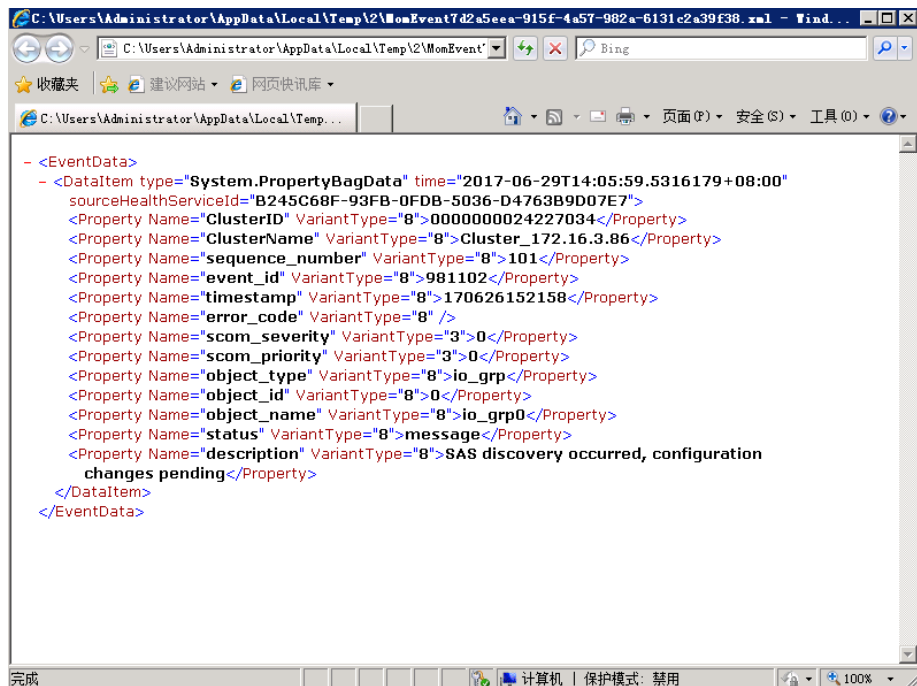 C:\Users\Administrator\AppData\Local\Temp\2\MomEvent7d2a5eea-915f-4a57-982a-6131c2a39f38.xml - Wind...
C:\Users\Administrator\AppData\Local\Temp\2\MomEvent
Bing
收藏夹 建议网站 网页快讯库
C:\Users\Administrator\AppData\Local\Temp... 页面(P) 安全(S) 工具(O)
- <EventData>
- <DataItem type="System.PropertyBagData" time="2017-06-29T14:05:59.5316179+08:00"
sourceHealthServiceId="B245C68F-93FB-0FDB-5036-D4763B9D07E7">
<Property Name="ClusterID" VariantType="8">0000000024227034</Property>
<Property Name="ClusterName" VariantType="8">Cluster_172.16.3.86</Property>
<Property Name="sequence_number" VariantType="8">101</Property>
<Property Name="event_id" VariantType="8">981102</Property>
<Property Name="timestamp" VariantType="8">170626152158</Property>
<Property Name="error_code" VariantType="8" />
<Property Name="scom_severity" VariantType="3">0</Property>
<Property Name="scom_priority" VariantType="3">0</Property>
<Property Name="object_type" VariantType="8">io_grp</Property>
<Property Name="object_id" VariantType="8">0</Property>
<Property Name="object_name" VariantType="8">io_grp0</Property>
<Property Name="status" VariantType="8">message</Property>
<Property Name="description" VariantType="8">SAS discovery occurred, configuration
changes pending</Property>
</DataItem>
</EventData>
完成 计算机 | 保护模式: 禁用 100%